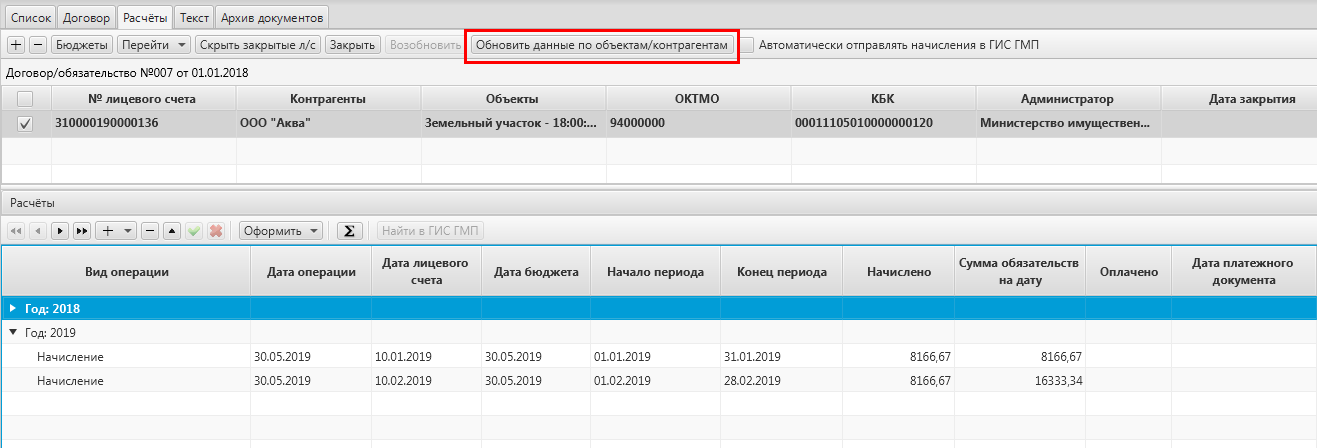 Список Договор Расчёты Текст Архив документов
Бюджеты Перейти Скрыть закрытые л/с Закрыть Возобновить Обновить данные по объектам/контрагентам Автоматически отправлять начисления в ГИС ГМП
Договор/обязательство №007 от 01.01.2018
№ лицевого счета Контрагенты Объекты ОКТМО КБК Администратор Дата закрытия
310000190000136 ООО "Аква" Земельный участок - 18:00:... 94000000 00011105010000000120 Министерство имуществен...
Расчёты
Оформить Σ Найти в ГИС ГМП
Вид операции Дата операции Дата лицевого счета Дата бюджета Начало периода Конец периода Начислено Сумма обязательств на дату Оплачено Дата платежного документа
Год: 2018
Год: 2019
Начисление 30.05.2019 10.01.2019 30.05.2019 01.01.2019 31.01.2019 8166,67 8166,67
Начисление 30.05.2019 10.02.2019 30.05.2019 01.02.2019 28.02.2019 8166,67 16333,34